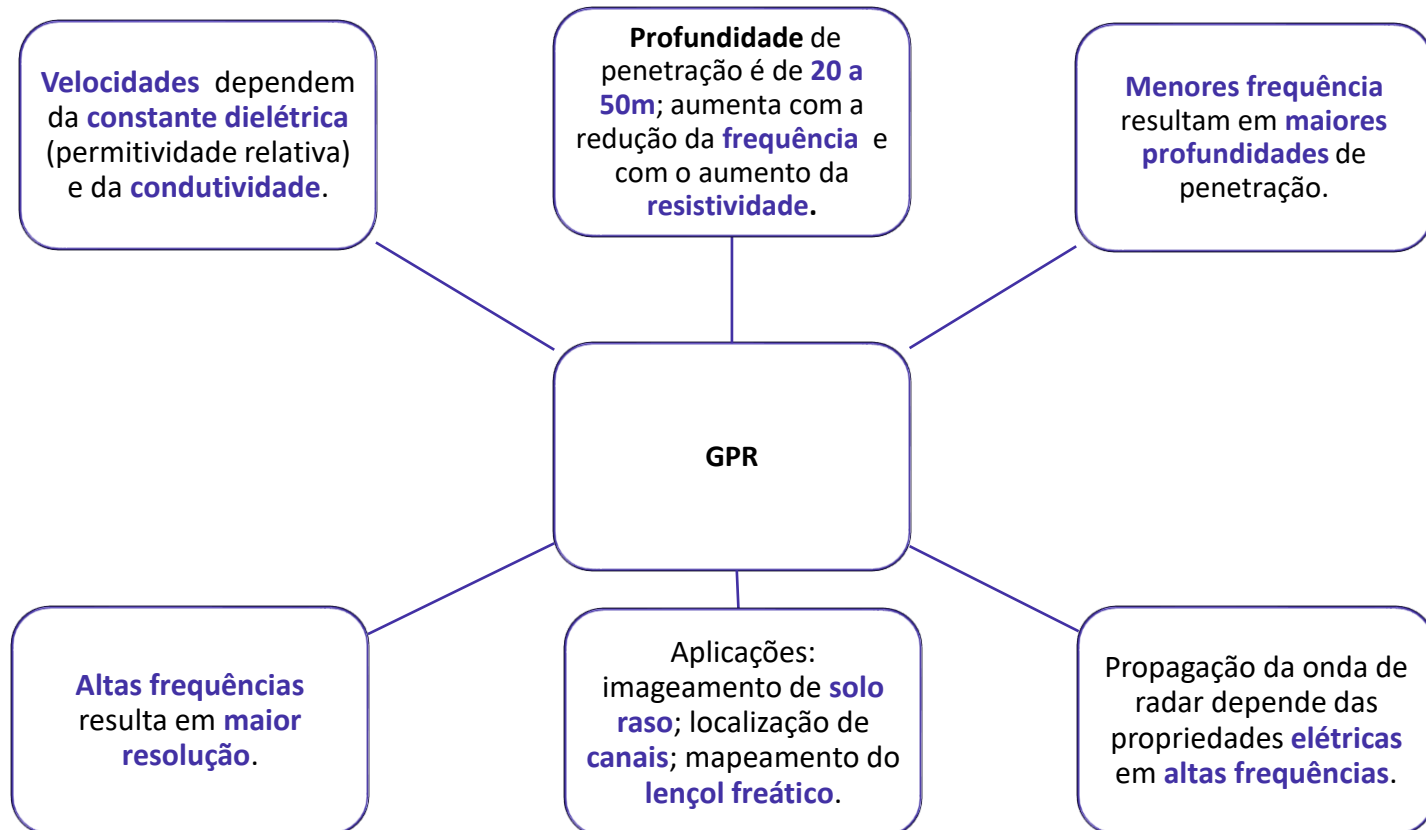 Velocidades dependem
da constante dielétrica
(permitividade relativa)
e da condutividade.
Profundidade de
penetração é de 20 a
50m; aumenta com a
redução da frequência e
com o aumento da
resistividade.
Menores frequência
resultam em maiores
profundidades de
penetração.
GPR
Altas frequências
resulta em maior
resolução.
Aplicações:
imageamento de solo
raso; localização de
canais; mapeamento do
lençol freático.
Propagação da onda de
radar depende das
propriedades elétricas
em altas frequências.